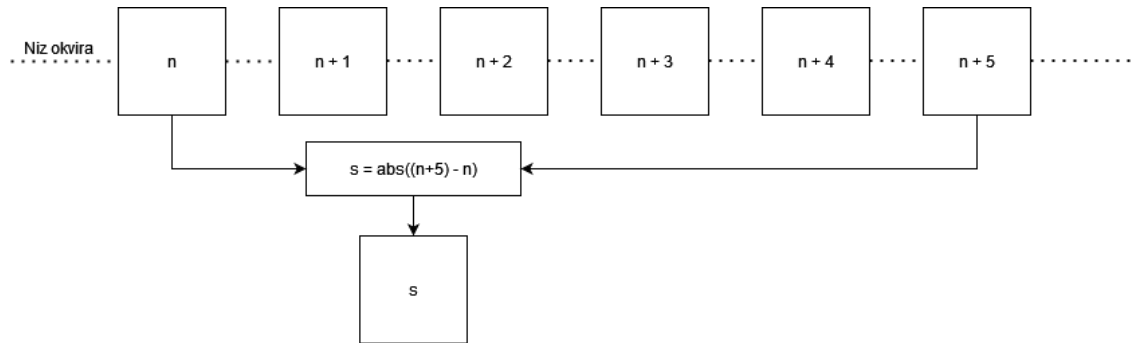 Niz okvira
n
n + 1
n + 2
n + 3
n + 4
n + 5
s = abs((n+5) - n)
s